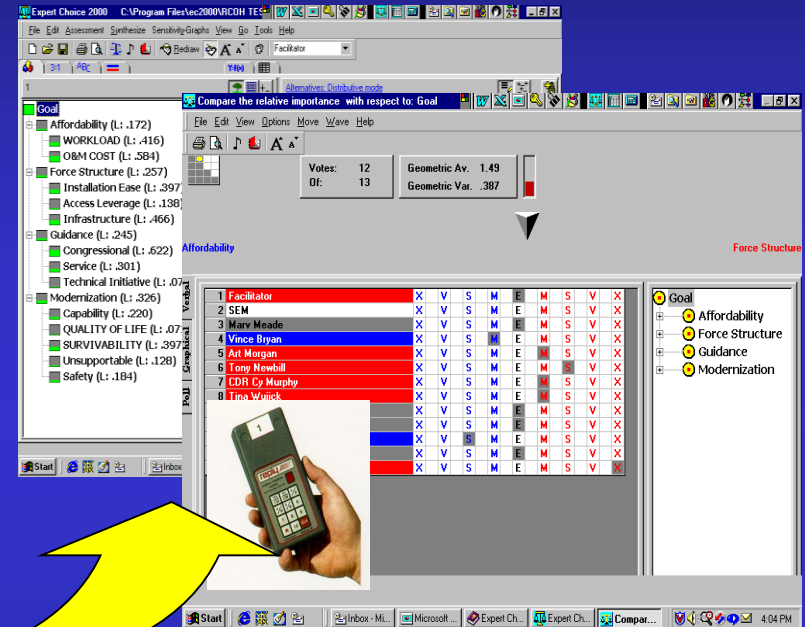 Expert Choice 2000 C:\Program Files\ec2000\RCOH TES
File Edit Assessment Synthesize Sensitivity-Graphs View Go Tools Help
Redraw A A Facilitator
3:1 ABC Y=f(x)
1 Alternatives: Distributive mode
Goal
Affordability (L: .172)
WORKLOAD (L: .416)
O&M COST (L: .584)
Force Structure (L: .257)
Installation Ease (L: .397
Access Leverage (L: .138)
Infrastructure (L: .466)
Guidance (L: .245)
Congressional (L: .622)
Service (L: .301)
Technical Initiative (L: .07
Modernization (L: .326)
Capability (L: .220)
QUALITY OF LIFE (L: .07
SURVIVABILITY (L: .397
Unsupportable (L: .128)
Safety (L: .184)
Start Inbox
Compare the relative importance with respect to: Goal
File Edit View Options Move Wave Help
A A
Votes: 12 Geometric Av. 1.49
Of: 13 Geometric Var. .387
Affordability Force Structure
Verbal
Graphical
Poll
1 Facilitator X V S M E M S V X
2 SEM X V S M E M S V X
3 Marv Meade X V S M E M S V X
4 Vince Bryan X V S M E M S V X
5 Art Morgan X V S M E M S V X
6 Tony Newbill X V S M E M S V X
7 CDR Cy Murphy X V S M E M S V X
8 Tina Wujick X V S M E M S V X
X V S M E M S V X
X V S M E M S V X
X V S M E M S V X
X V S M E M S V X
X V S M E M S V X
Goal
Affordability
Force Structure
Guidance
Modernization
1
Start Inbox - Mi... Microsoft ... Expert Ch... Expert Ch... Compar... 4:04 PM